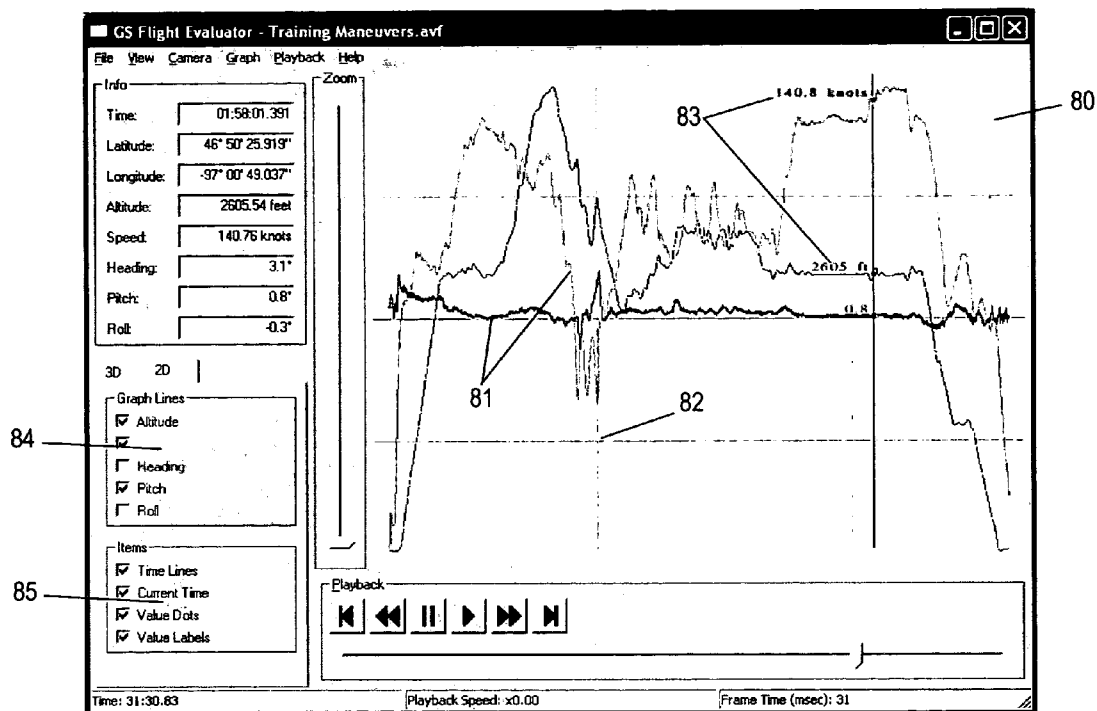 GS Flight Evaluator - Training Maneuvers.avf
File View Camera Graph Playback Help
Info
Time: 01:58:01.391
Latitude: 46° 50' 25.919"
Longitude: -97° 00' 49.037"
Altitude: 2605.54 feet
Speed: 140.76 knots
Heading: 3.1°
Pitch: 0.8°
Roll: -0.3°
3D 2D
Graph Lines
Altitude
Heading
Pitch
Roll
Items
Time Lines
Current Time
Value Dots
Value Labels
Zoom
140.8 knots
2605 ft
0.8
80
83
81
82
84
85
Playback
Time: 31:30.83
Playback Speed: x0.00
Frame Time (msec): 31